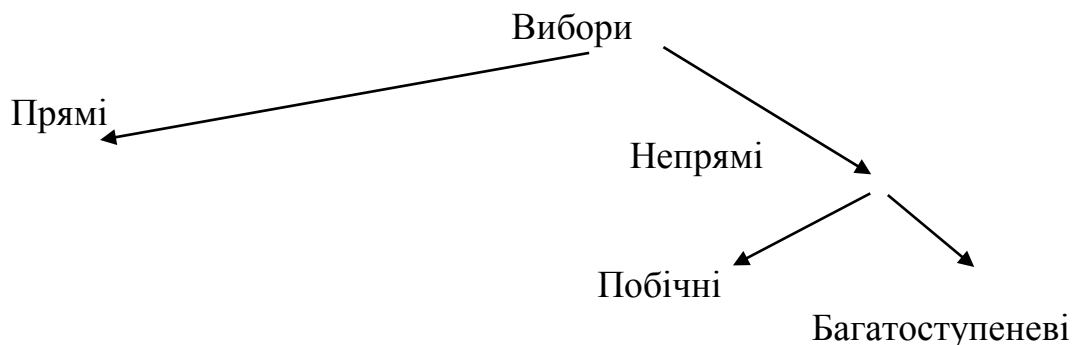 Вибори
Прямі
Непрямі
Побічні
Багатоступеневі